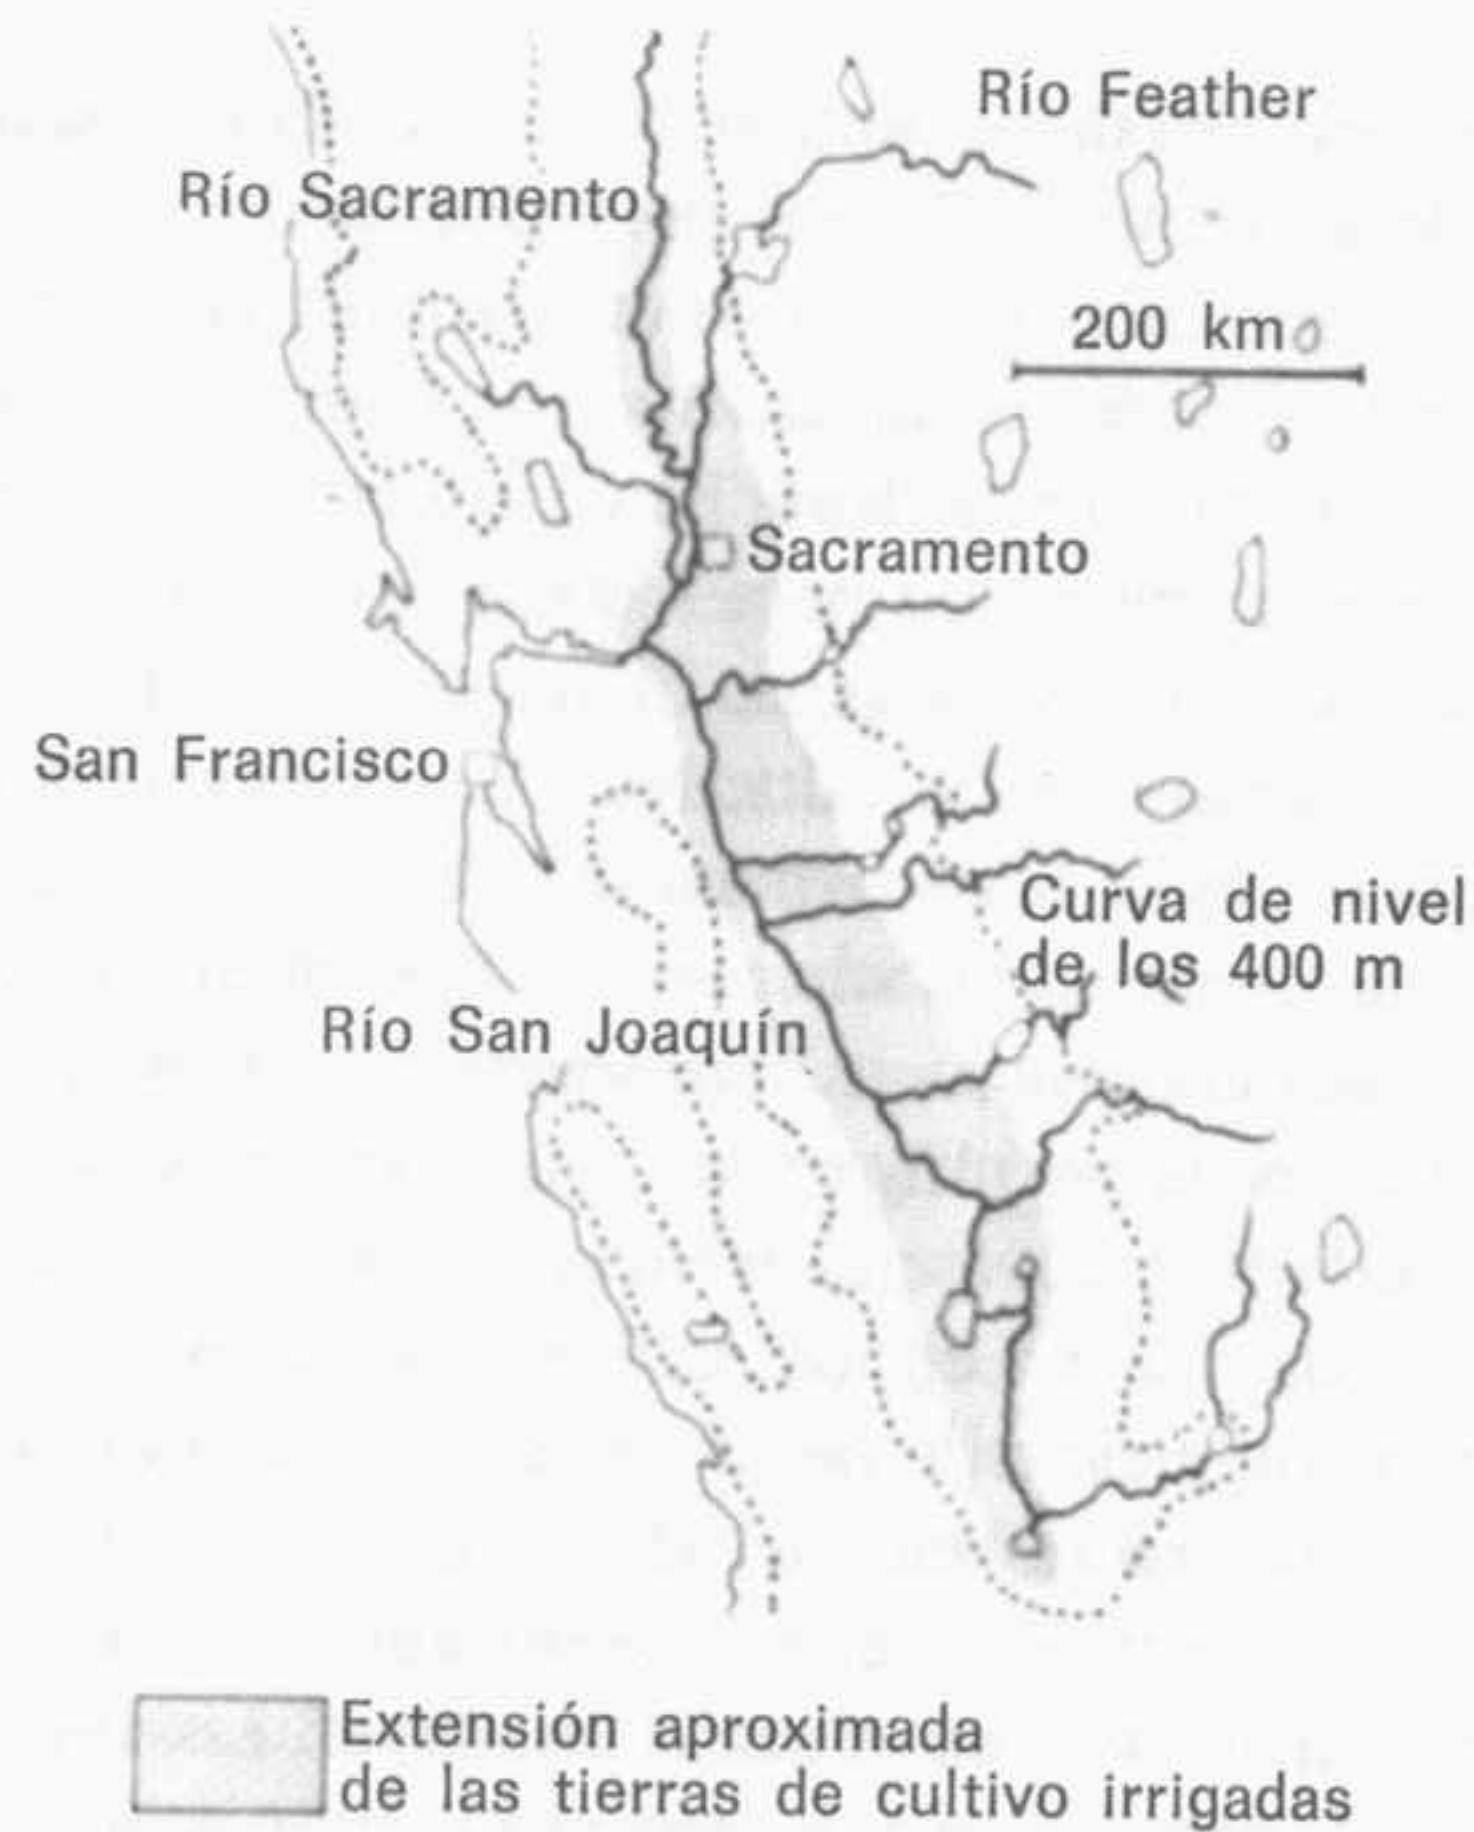 Río Feather
Río Sacramento
200 km
Sacramento
San Francisco
Curva de nivel
de los 400 m
Río San Joaquín
Extensión aproximada
de las tierras de cultivo irrigadas